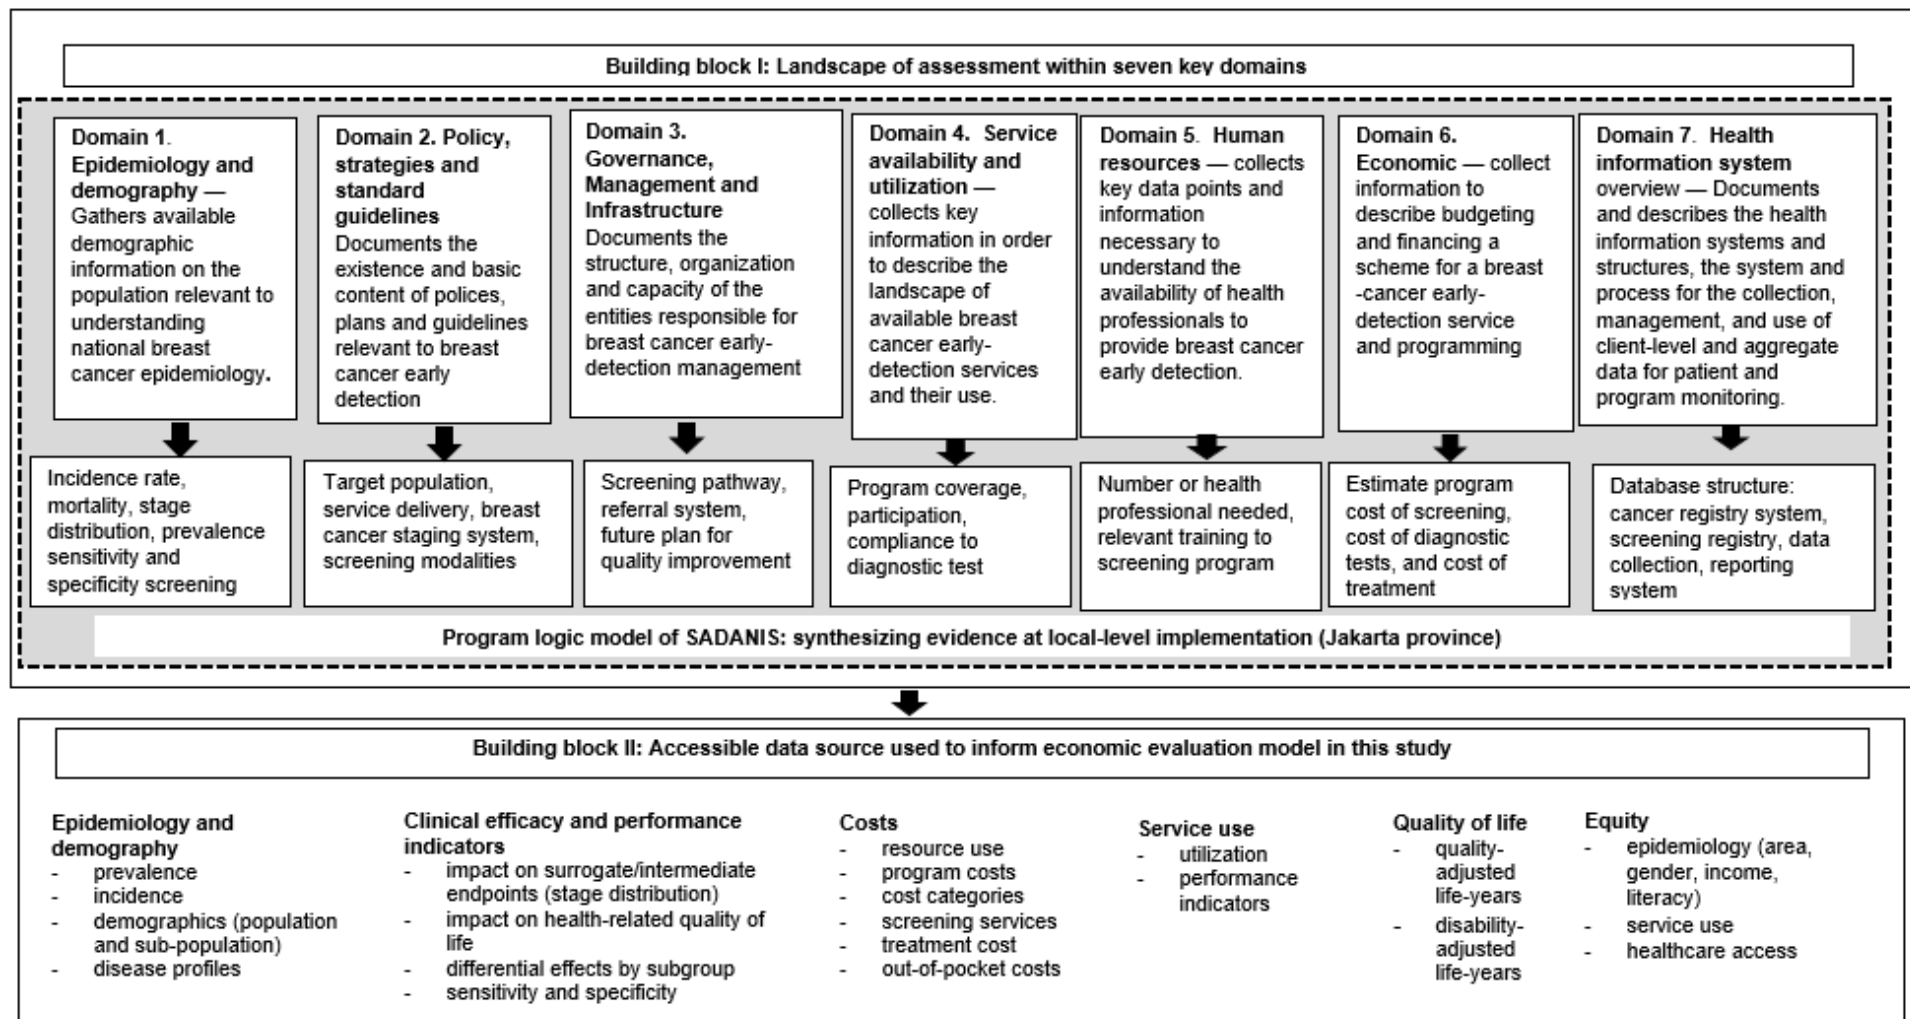 Building block I: Landscape of assessment within seven key domains
Domain 1.
Epidemiology and
demography —
Gathers available
demographic
information on the
population relevant to
understanding
national breast
cancer epidemiology.
Domain 2. Policy,
strategies and
standard
guidelines
Documents the
existence and basic
content of polices,
plans and guidelines
relevant to breast
cancer early
detection
Domain 3.
Governance,
Management and
Infrastructure
Documents the
structure, organization
and capacity of the
entities responsible for
breast cancer early-
detection management
Domain 4. Service
availability and
utilization —
collects key
information in order
to describe the
landscape of
available breast
cancer early-
detection services
and their use.
Domain 5. Human
resources — collects
key data points and
information
necessary to
understand the
availability of health
professionals to
provide breast cancer
early detection.
Domain 6.
Economic — collect
information to
describe budgeting
and financing a
scheme for a breast
-cancer early-
detection service
and programming
Domain 7. Health
information system
overview — Documents
and describes the health
information systems and
structures, the system and
process for the collection,
management, and use of
client-level and aggregate
data for patient and
program monitoring.
Incidence rate,
mortality, stage
distribution, prevalence
sensitivity and
specificity screening
Target population,
service delivery, breast
cancer staging system,
screening modalities
Screening pathway,
referral system,
future plan for
quality improvement
Program coverage,
participation,
compliance to
diagnostic test
Number or health
professional needed,
relevant training to
screening program
Estimate program
cost of screening,
cost of diagnostic
tests, and cost of
treatment
Database structure:
cancer registry system,
screening registry, data
collection, reporting
system
Program logic model of SADANIS: synthesizing evidence at local-level implementation (Jakarta province)
Building block II: Accessible data source used to inform economic evaluation model in this study
Epidemiology and
demography
- prevalence
- incidence
- demographics (population
and sub-population)
- disease profiles
Clinical efficacy and performance
indicators
- impact on surrogate/intermediate
endpoints (stage distribution)
- impact on health-related quality of
life
- differential effects by subgroup
- sensitivity and specificity
Costs
- resource use
- program costs
- cost categories
- screening services
- treatment cost
- out-of-pocket costs
Service use
- utilization
- performance
indicators
Quality of life
- quality-
adjusted
life-years
- disability-
adjusted
life-years
Equity
- epidemiology (area,
gender, income,
literacy)
- service use
- healthcare access